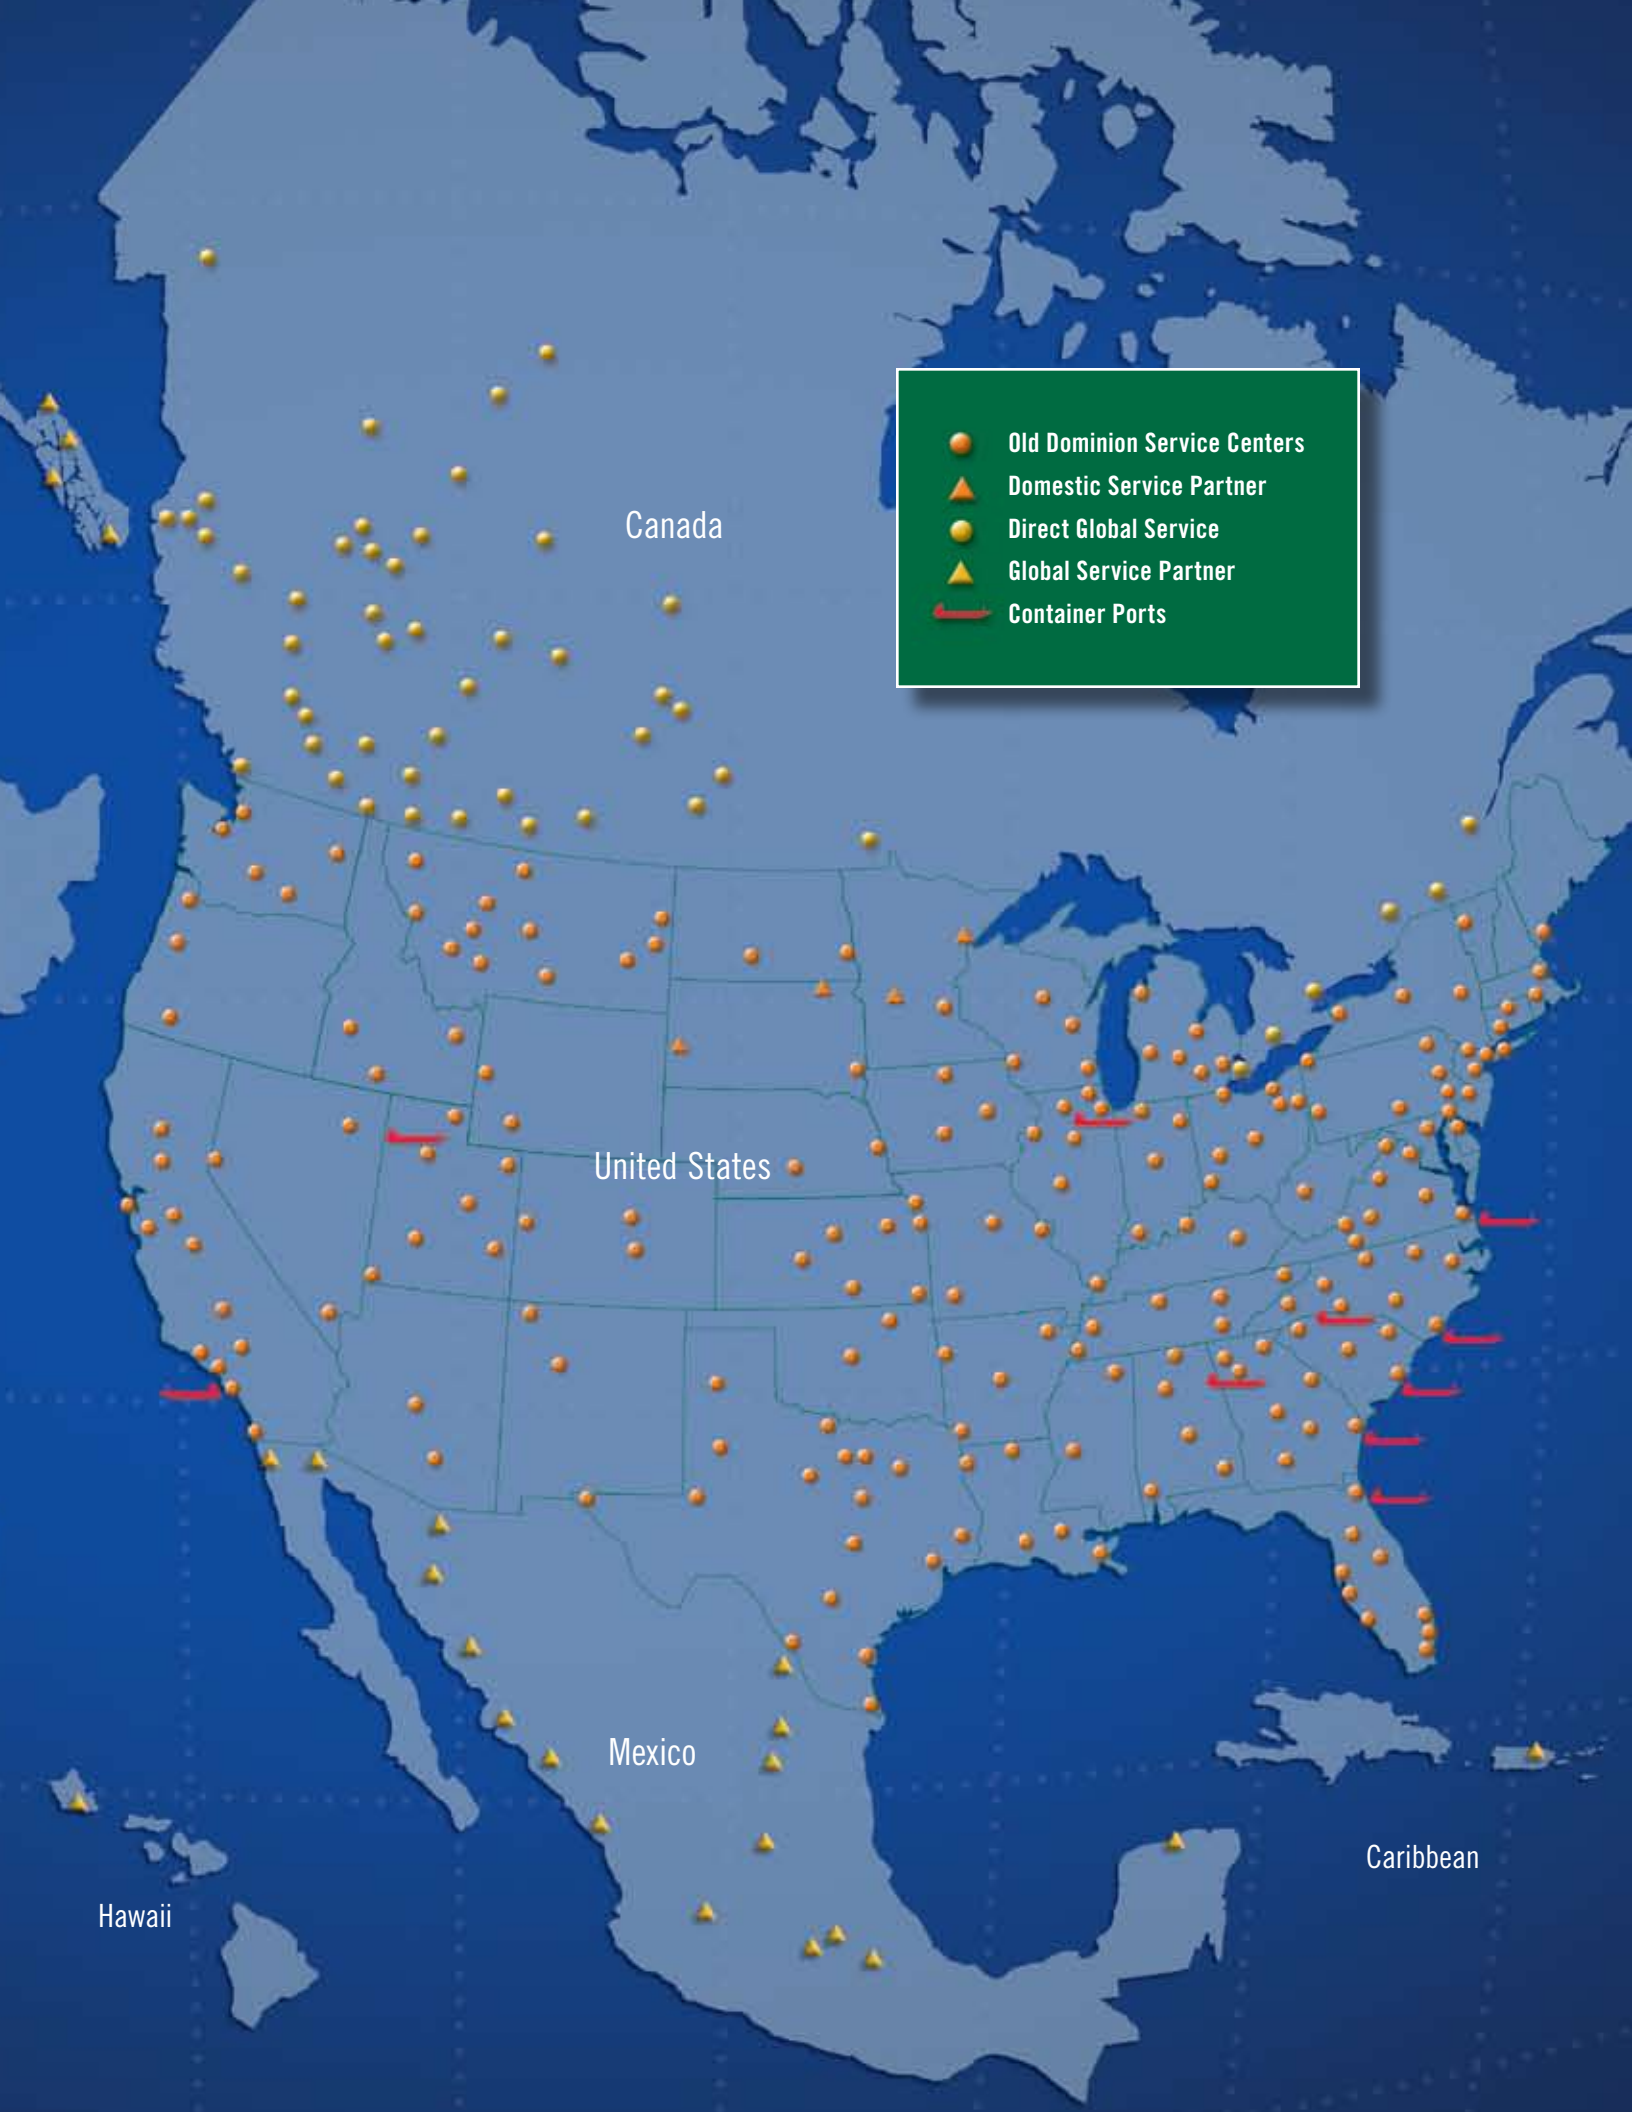 Old Dominion Service Centers
Domestic Service Partner
Direct Global Service
Global Service Partner
Container Ports
Canada
United States
Mexico
Caribbean
Hawaii